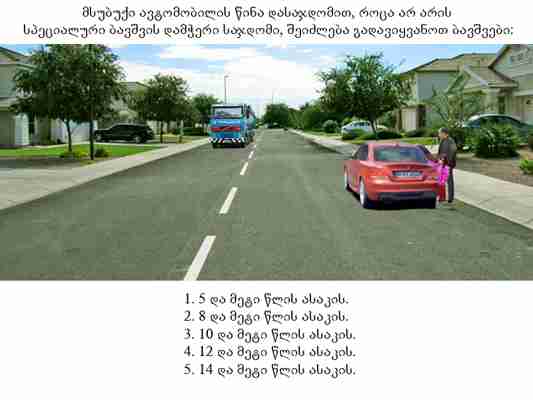 მსუბუქი ავტომობილის წინა დასაჯდომით, როცა არ არის
სპეციალური ბავშვის დამჭერი საჯდომი, შეიძლება გადავიყვანოთ ბავშვები:
1. 5 და მეტი წლის ასაკის.
2. 8 და მეტი წლის ასაკის.
3. 10 და მეტი წლის ასაკის.
4. 12 და მეტი წლის ასაკის.
5. 14 და მეტი წლის ასაკის.